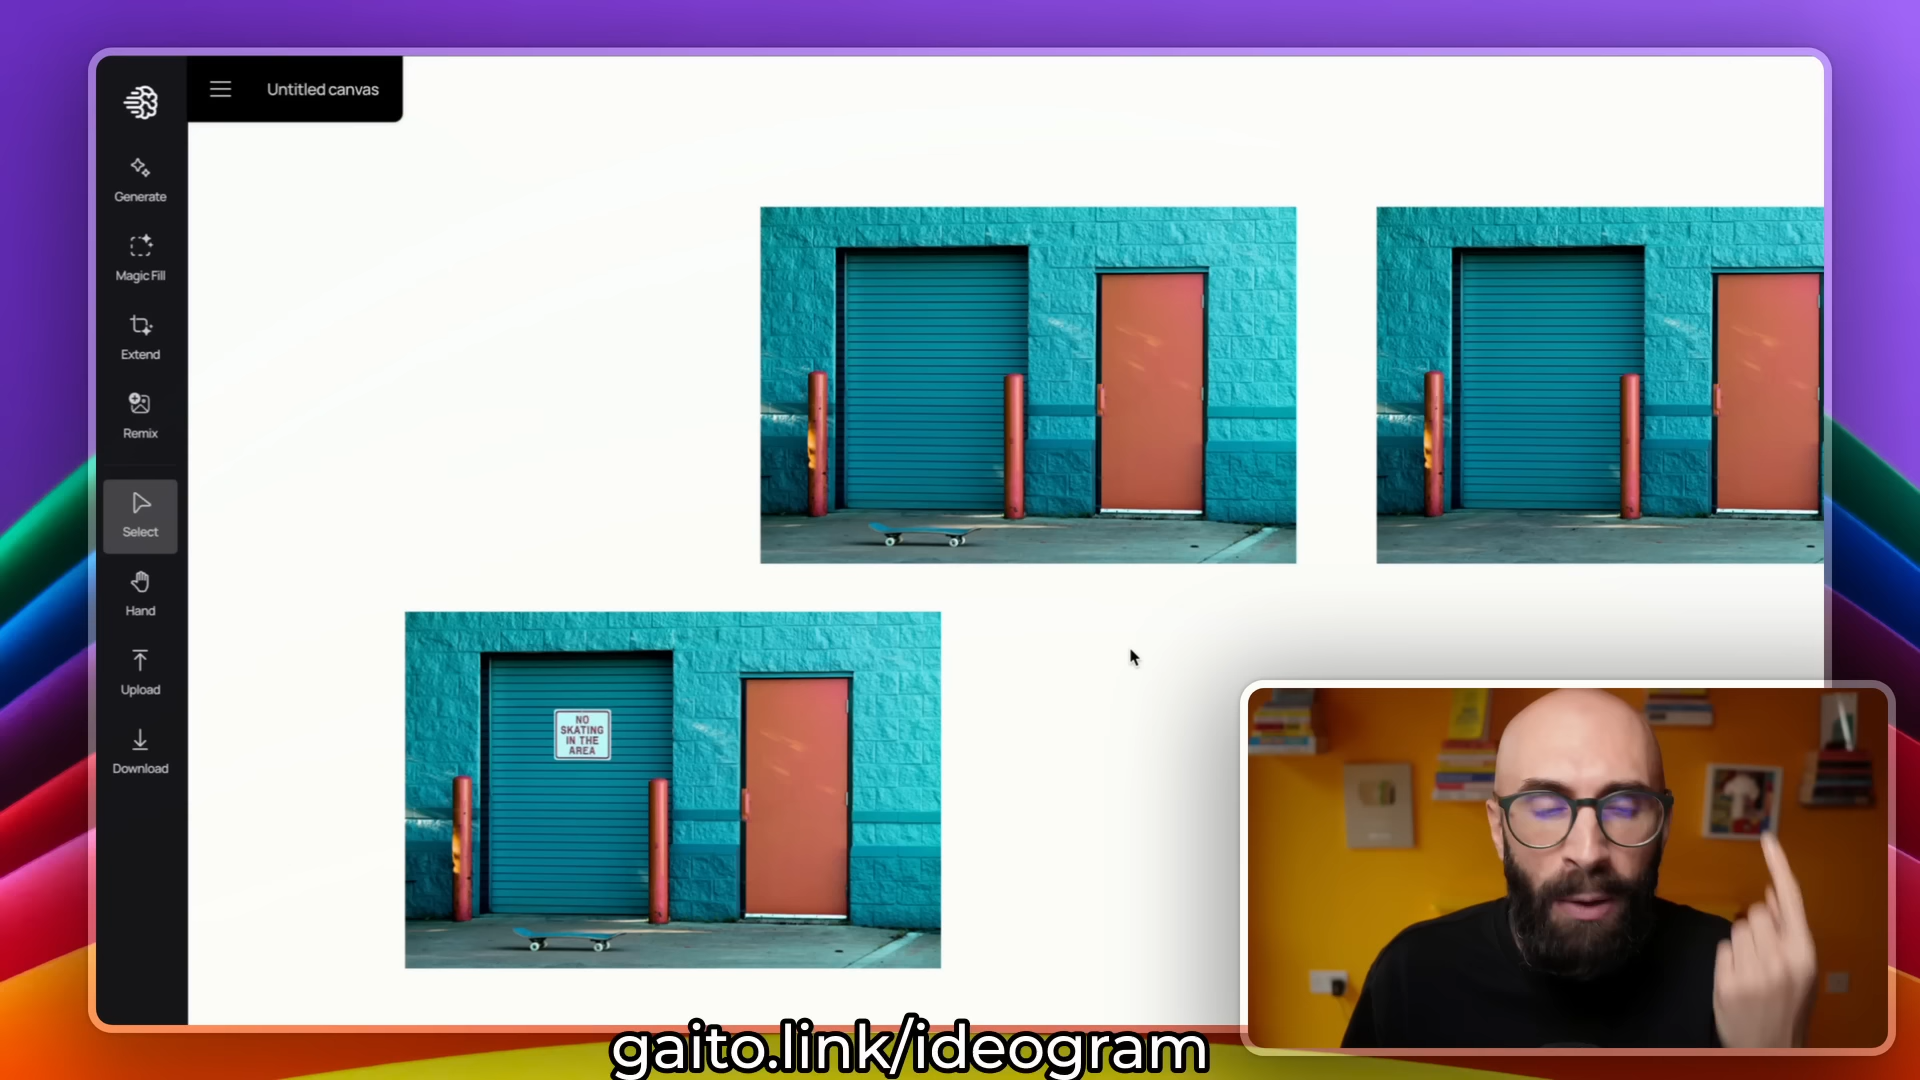 Untitled canvas
Generate
Magic Fill
Extend
Remix
Select
Hand
Upload
Download
NO
SKATING
IN THE
AREA
gaito.link/ideogram